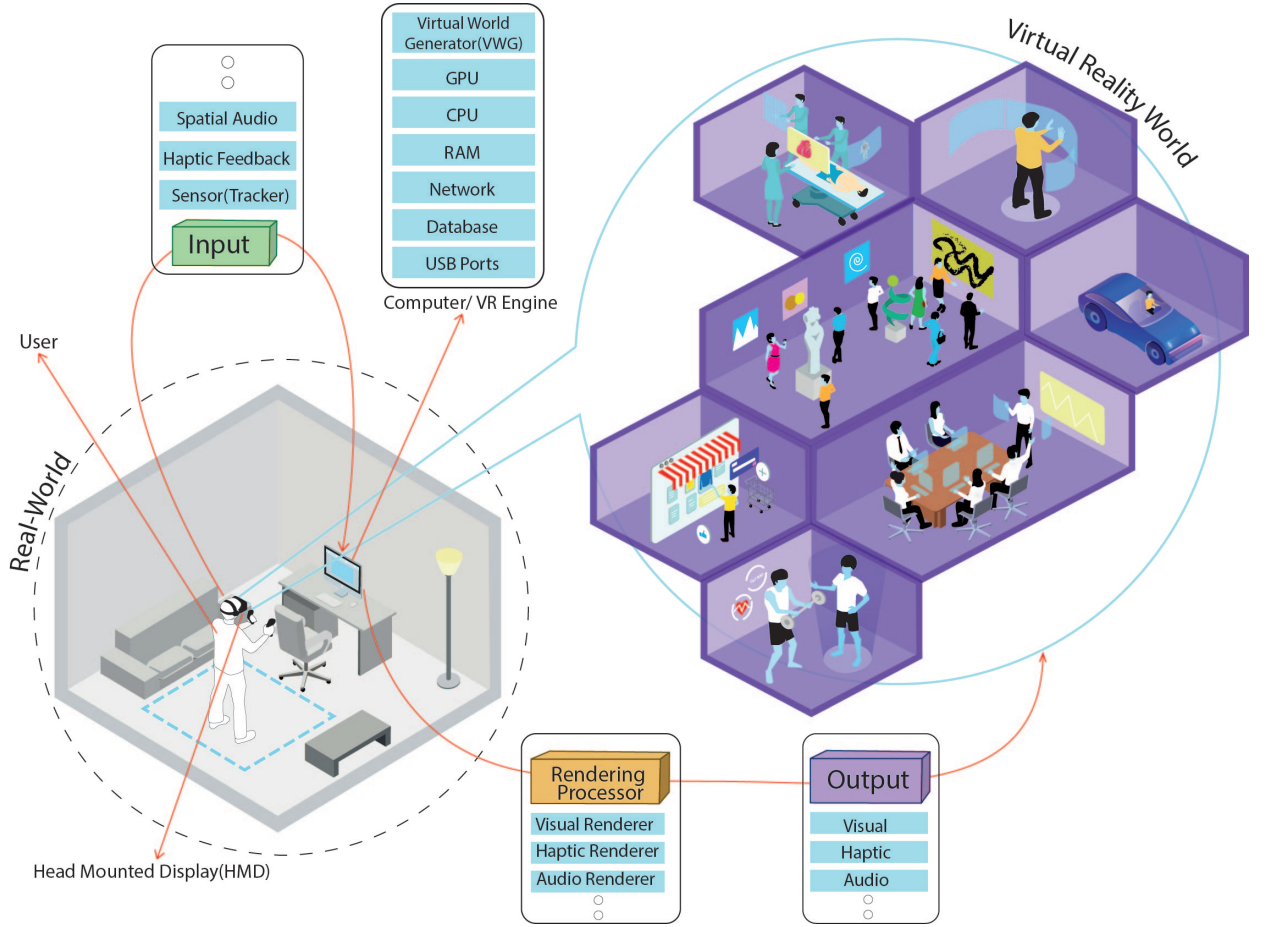 Spatial Audio
Haptic Feedback
Sensor(Tracker)
Input
Virtual World
Generator(VWG)
GPU
CPU
RAM
Network
Database
USB Ports
Computer/ VR Engine
Virtual Reality World
User
Real-World
Head Mounted Display(HMD)
Rendering
Processor
Visual Renderer
Haptic Renderer
Audio Renderer
Output
Visual
Haptic
Audio